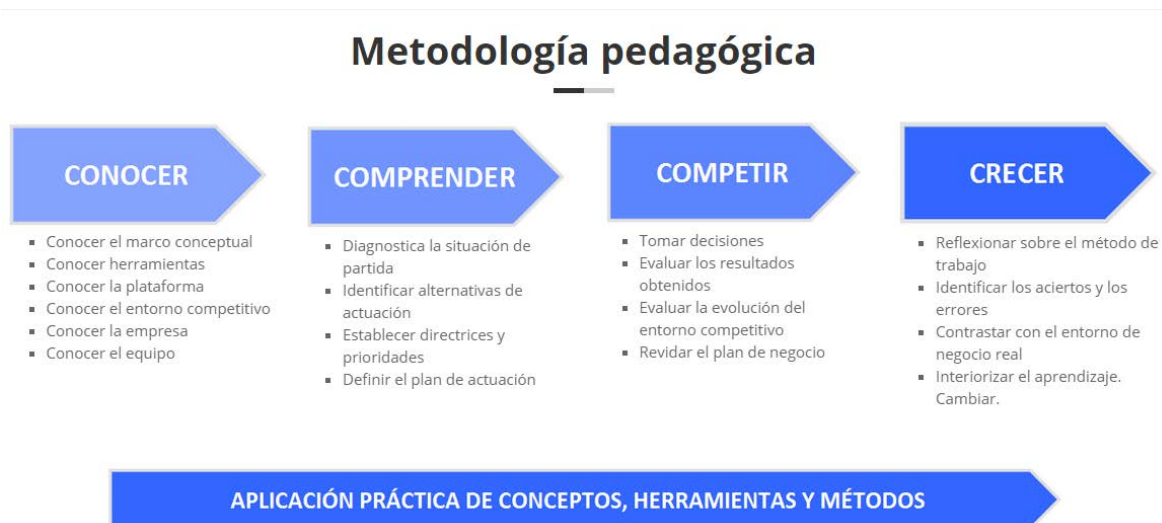 Metodología pedagógica
CONOCER
▪ Conocer el marco conceptual
▪ Conocer herramientas
▪ Conocer la plataforma
▪ Conocer el entorno competitivo
▪ Conocer la empresa
▪ Conocer el equipo
COMPRENDER
▪ Diagnostica la situación de
partida
▪ Identificar alternativas de
actuación
▪ Establecer directrices y
prioridades
▪ Definir el plan de actuación
COMPETIR
▪ Tomar decisiones
▪ Evaluar los resultados
obtenidos
▪ Evaluar la evolución del
entorno competitivo
▪ Revidar el plan de negocio
CRECER
▪ Reflexionar sobre el método de
trabajo
▪ Identificar los aciertos y los
errores
▪ Contrastar con el entorno de
negocio real
▪ Interiorizar el aprendizaje.
Cambiar.
APLICACIÓN PRÁCTICA DE CONCEPTOS, HERRAMIENTAS Y MÉTODOS